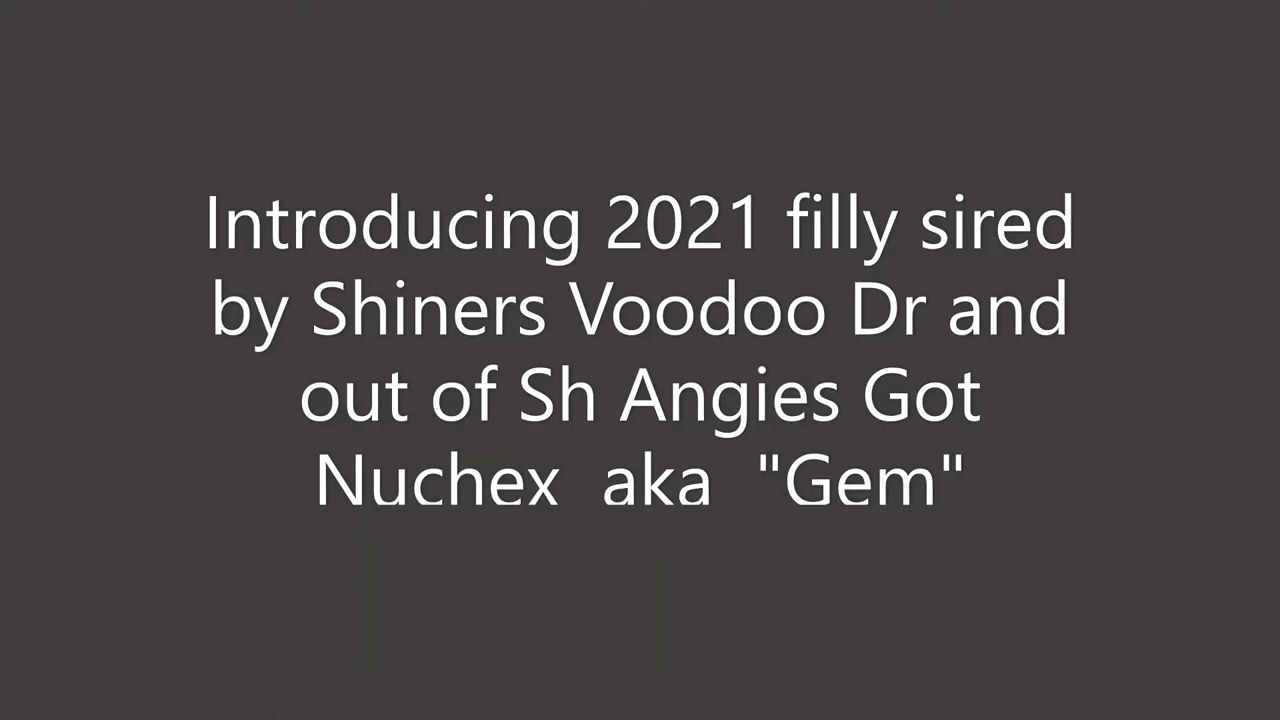 Introducing 2021 filly sired
by Shiners Voodoo Dr and
out of Sh Angies Got
Nuchex  aka  "Gem"